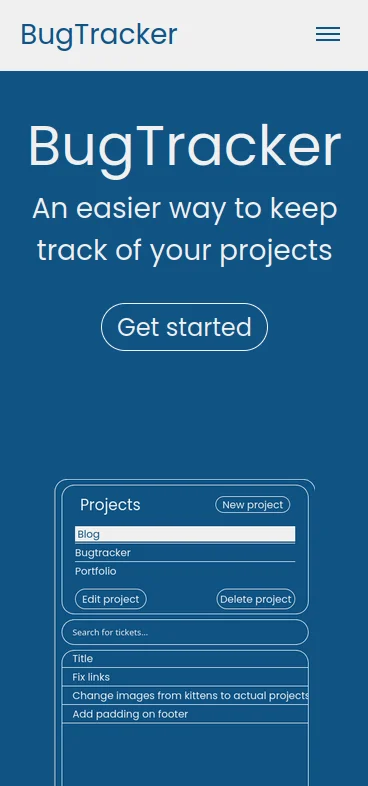 BugTracker
BugTracker
An easier way to keep
track of your projects
Get started
Projects
New project
Blog
Bugtracker
Portfolio
Edit project
Delete project
Search for tickets...
Title
Fix links
Change images from kittens to actual projects
Add padding on footer